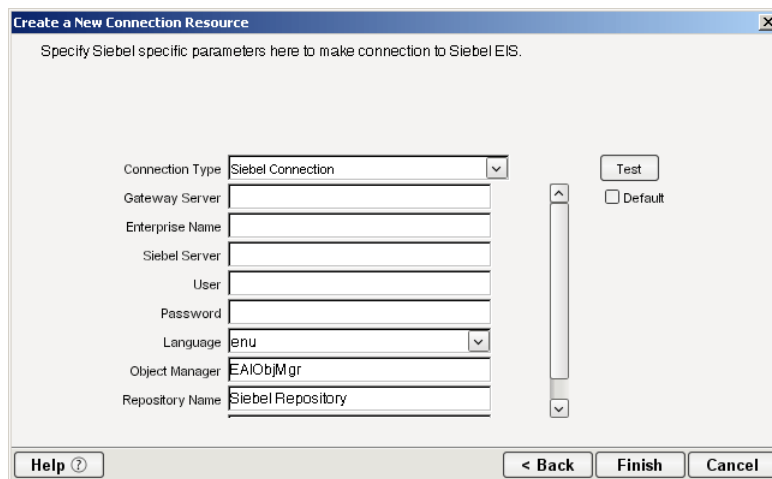 Create a New Connection Resource
Specify Siebel specific parameters here to make connection to Siebel EIS.
Connection Type Siebel Connection Test
Gateway Server Default
Enterprise Name
Siebel Server
User
Password
Language enu
Object Manager EAIObjMgr
Repository Name Siebel Repository
Help ? < Back Finish Cancel